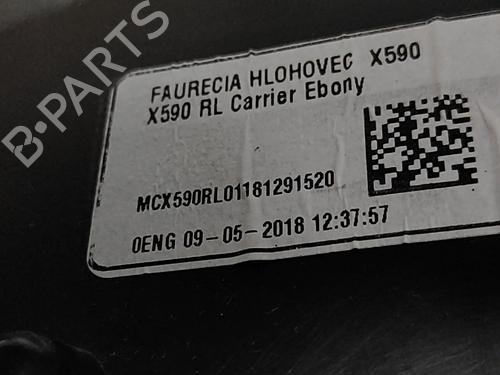 FAURECIA HLOHOVEC X590
X590 RL Carrier Ebony
MCX590RL01181291520
0ENG 09-05-2018 12:37:57
B-PARTS